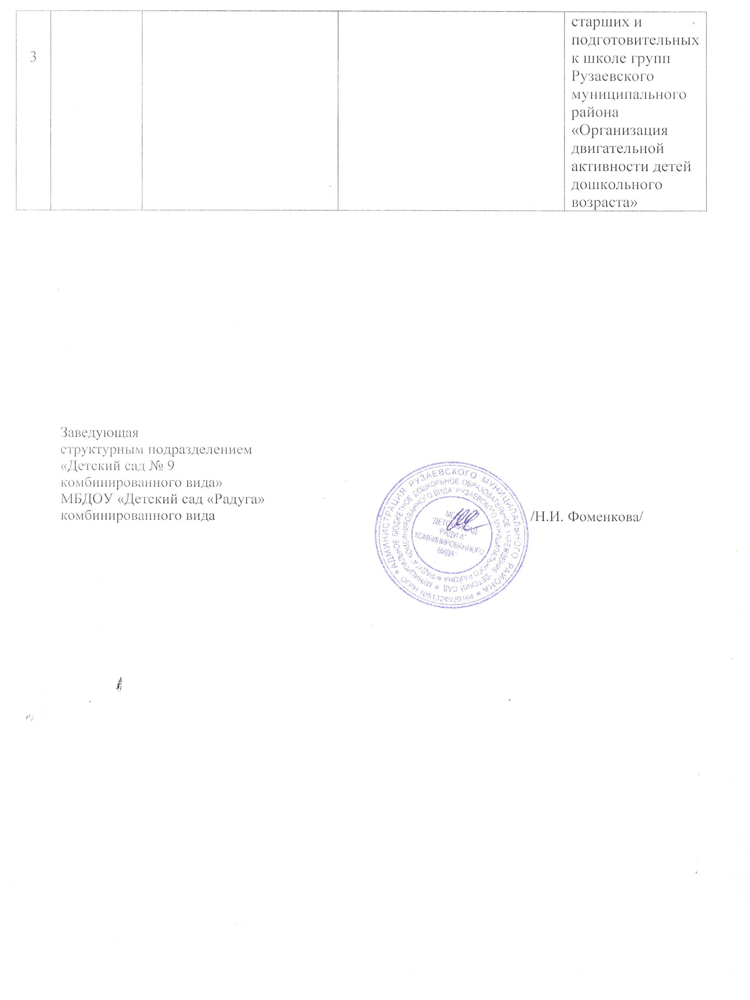 3
старших и
подготовительных
к школе групп
Рузаевского
муниципального
района
«Организация
двигательной
активности детей
дошкольного
возраста»
Заведующая
структурным подразделением
«Детский сад № 9
комбинированного вида»
МБДОУ «Детский сад «Радуга»
комбинированного вида
/Н.И. Фоменкова/
* АДМИНИСТРАЦИЯ РУЗАЕВСКОГО МУНИЦИПАЛЬНОГО РАЙОНА * ОГРН 1051324920164
* МУНИЦИПАЛЬНОЕ БЮДЖЕТНОЕ ДОШКОЛЬНОЕ ОБРАЗОВАТЕЛЬНОЕ УЧРЕЖДЕНИЕ "ДЕТСКИЙ САД
* "РАДУГА" КОМБИНИРОВАННОГО ВИДА" РУЗАЕВСКОГО МУНИЦИПАЛЬНОГО РАЙОНА
"ДЕТСКИЙ САД
"РАДУГА"
КОМБИНИРОВАННОГО
ВИДА"